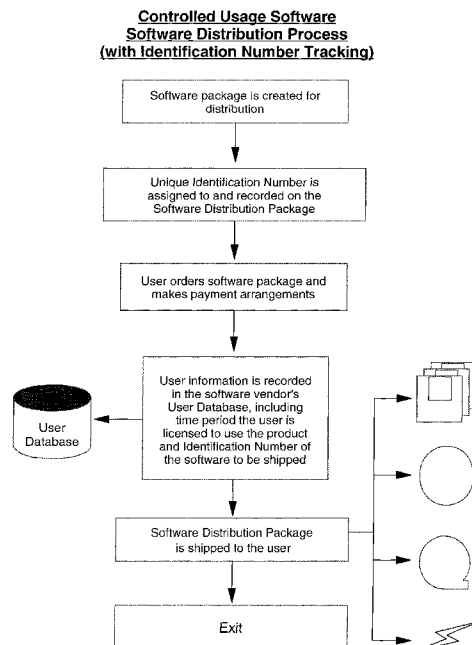 Controlled Usage Software
Software Distribution Process
(with Identification Number Tracking)
Software package is created for
distribution
Unique Identification Number is
assigned to and recorded on the
Software Distribution Package
User orders software package and
makes payment arrangements
User information is recorded
in the software vendor's
User Database, including
time period the user is
licensed to use the product
and Identification Number of
the software to be shipped
User
Database
Software Distribution Package
is shipped to the user
Exit